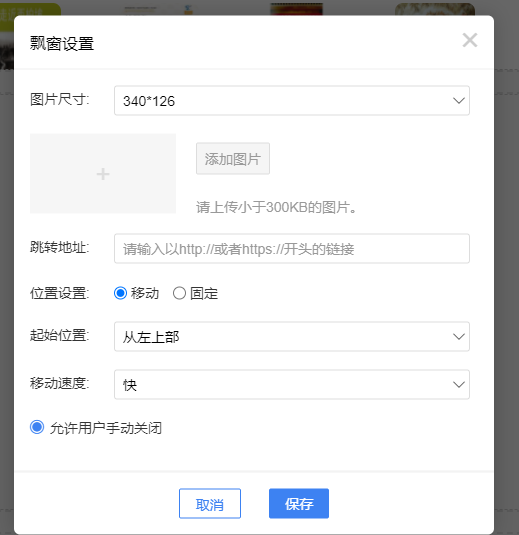 飘窗设置
图片尺寸:
340*126
添加图片
请上传小于300KB的图片。
跳转地址:
请输入以http://或者https://开头的链接
位置设置:
移动
固定
起始位置:
从左上部
移动速度:
快
允许用户手动关闭
取消
保存